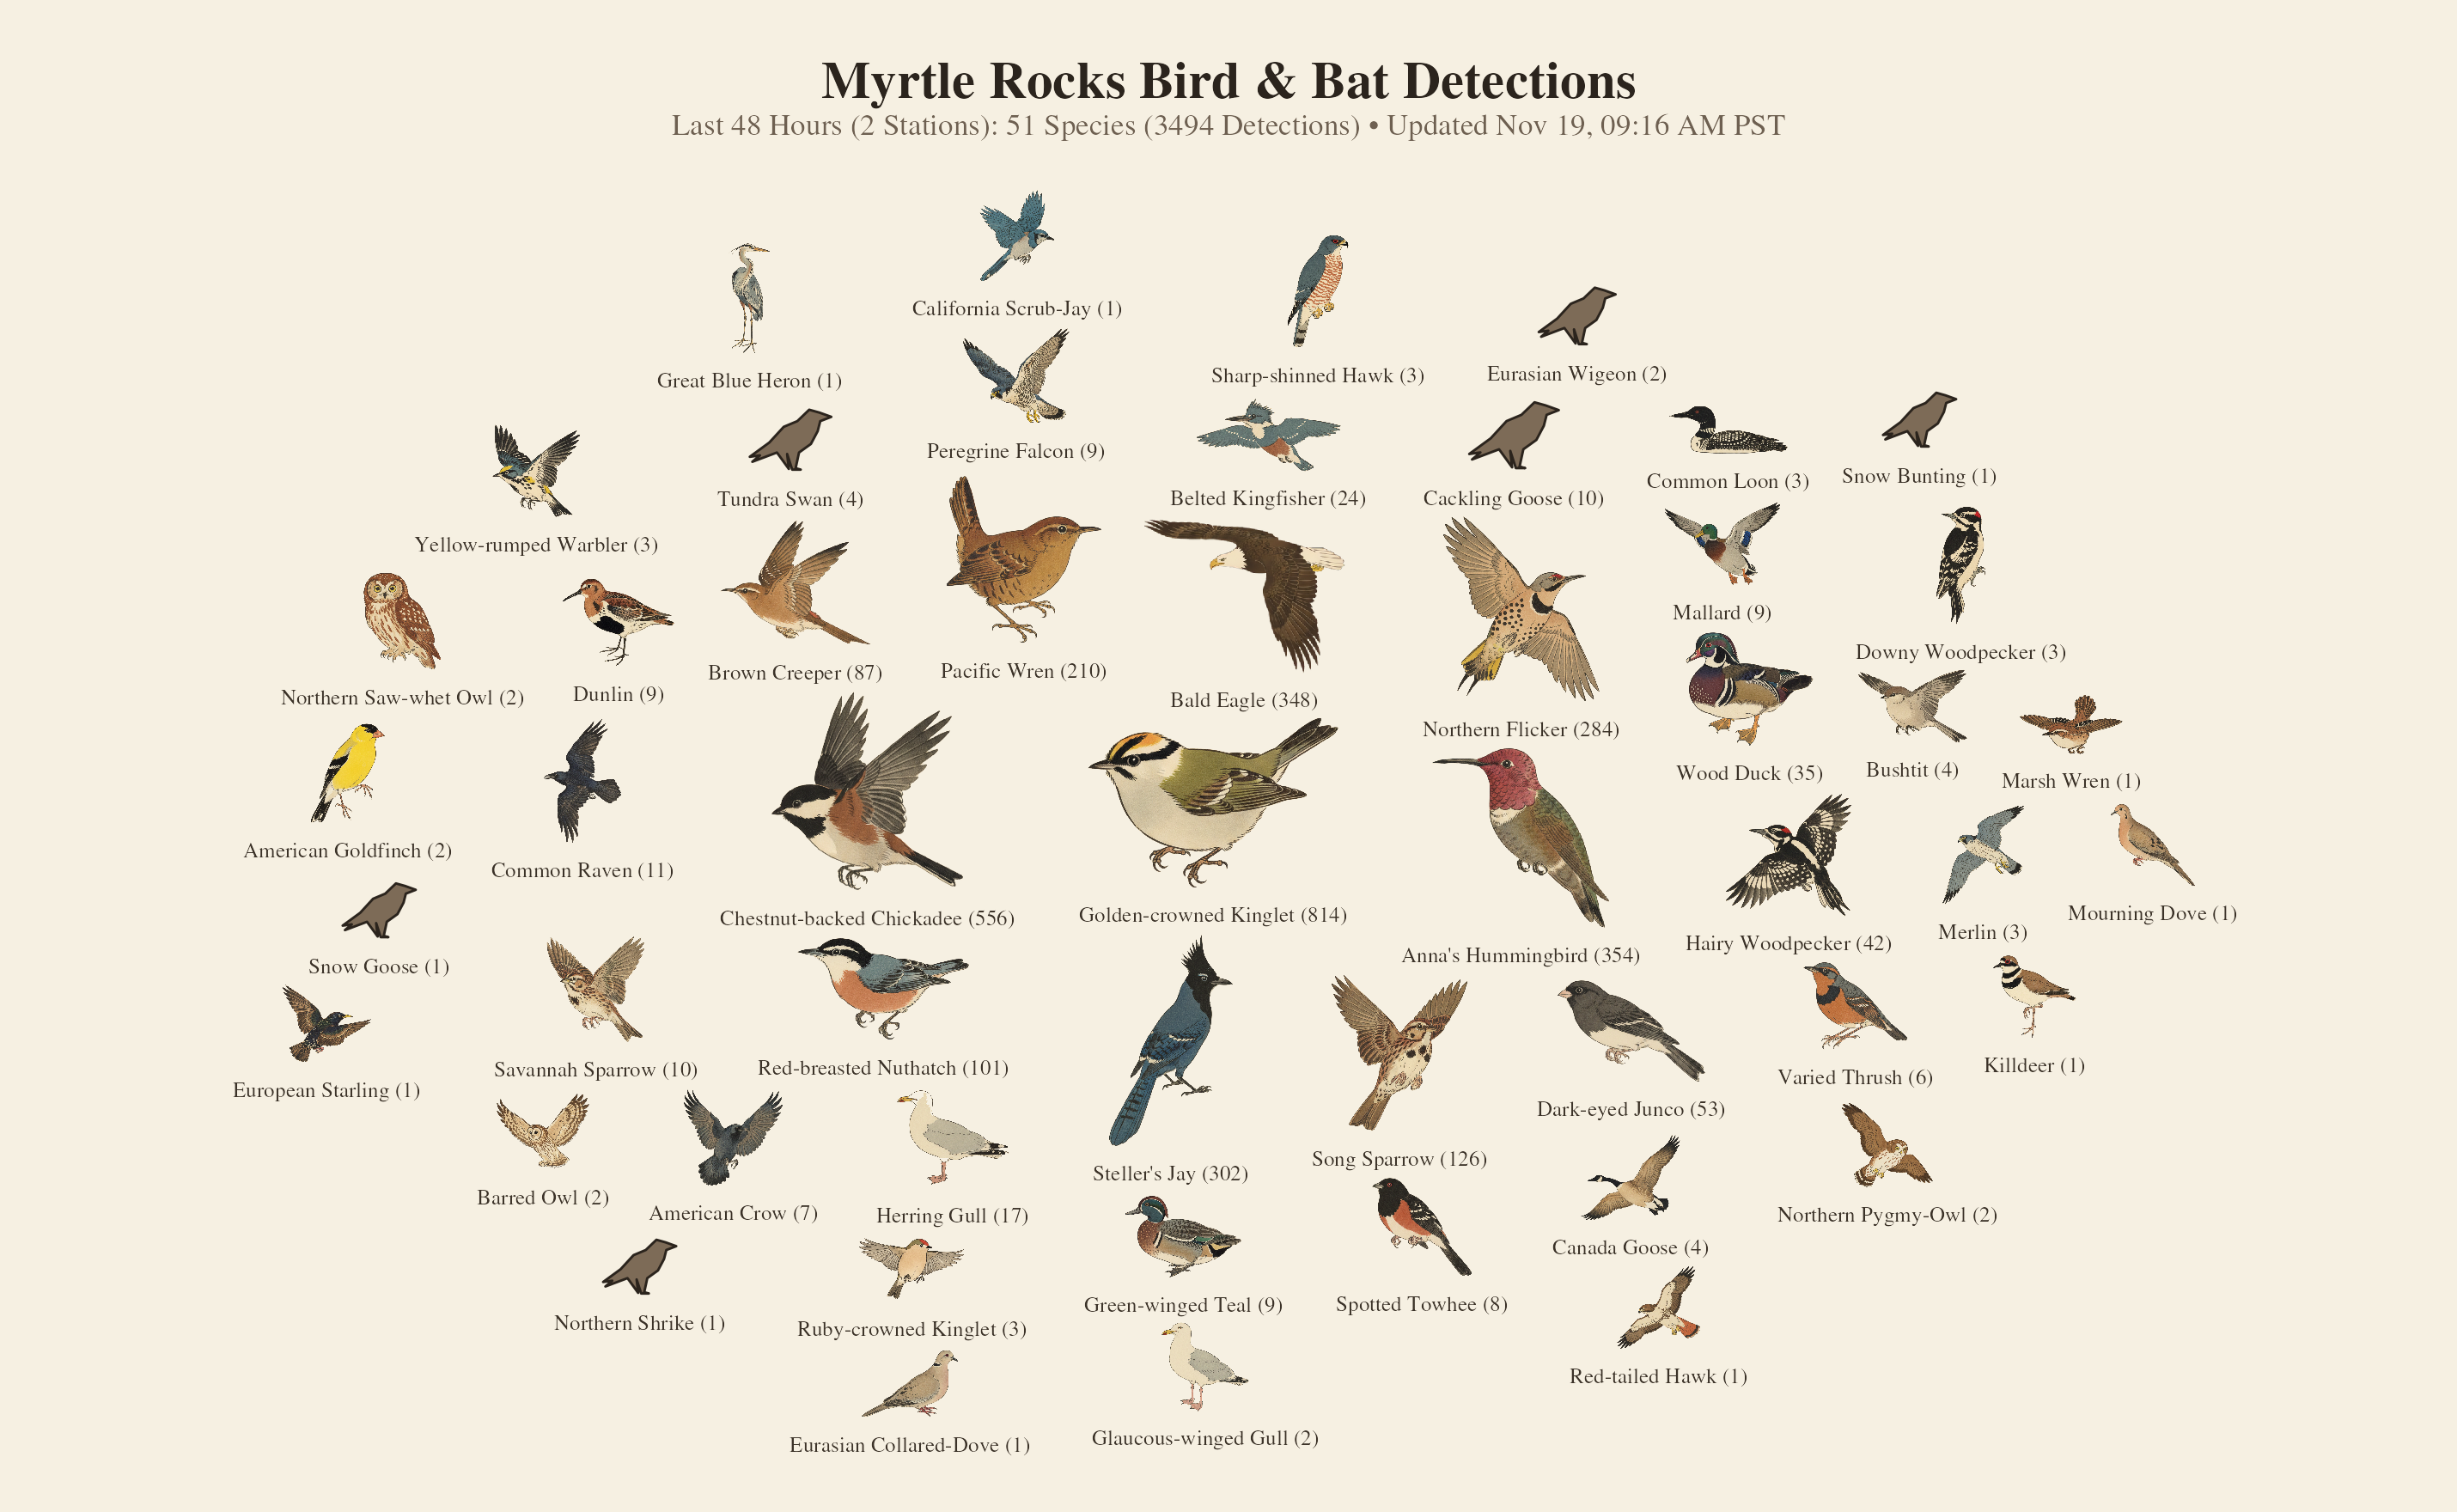 Myrtle Rocks Bird & Bat Detections
Last 48 Hours (2 Stations): 51 Species (3494 Detections) • Updated Nov 19, 09:16 AM PST
California Scrub-Jay (1)
Great Blue Heron (1)
Sharp-shinned Hawk (3)
Eurasian Wigeon (2)
Peregrine Falcon (9)
Snow Bunting (1)
Common Loon (3)
Tundra Swan (4)
Belted Kingfisher (24)
Cackling Goose (10)
Yellow-rumped Warbler (3)
Mallard (9)
Downy Woodpecker (3)
Brown Creeper (87)
Pacific Wren (210)
Northern Saw-whet Owl (2)
Dunlin (9)
Bald Eagle (348)
Northern Flicker (284)
Wood Duck (35)
Bushtit (4)
Marsh Wren (1)
American Goldfinch (2)
Common Raven (11)
Chestnut-backed Chickadee (556)
Golden-crowned Kinglet (814)
Mourning Dove (1)
Merlin (3)
Hairy Woodpecker (42)
Anna's Hummingbird (354)
Snow Goose (1)
Savannah Sparrow (10)
Red-breasted Nuthatch (101)
Killdeer (1)
Varied Thrush (6)
European Starling (1)
Dark-eyed Junco (53)
Song Sparrow (126)
Steller's Jay (302)
Barred Owl (2)
American Crow (7)
Herring Gull (17)
Northern Pygmy-Owl (2)
Canada Goose (4)
Green-winged Teal (9)
Spotted Towhee (8)
Northern Shrike (1)
Ruby-crowned Kinglet (3)
Red-tailed Hawk (1)
Eurasian Collared-Dove (1)
Glaucous-winged Gull (2)